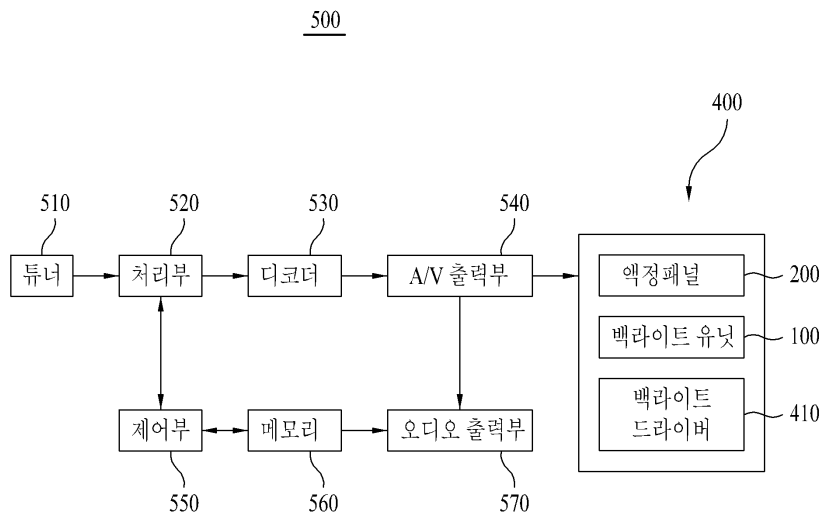 500
400
510
520
530
540
튜너
처리부
디코더
A/V 출력부
액정패널
200
백라이트 유닛
100
백라이트
드라이버
410
제어부
메모리
오디오 출력부
550
560
570